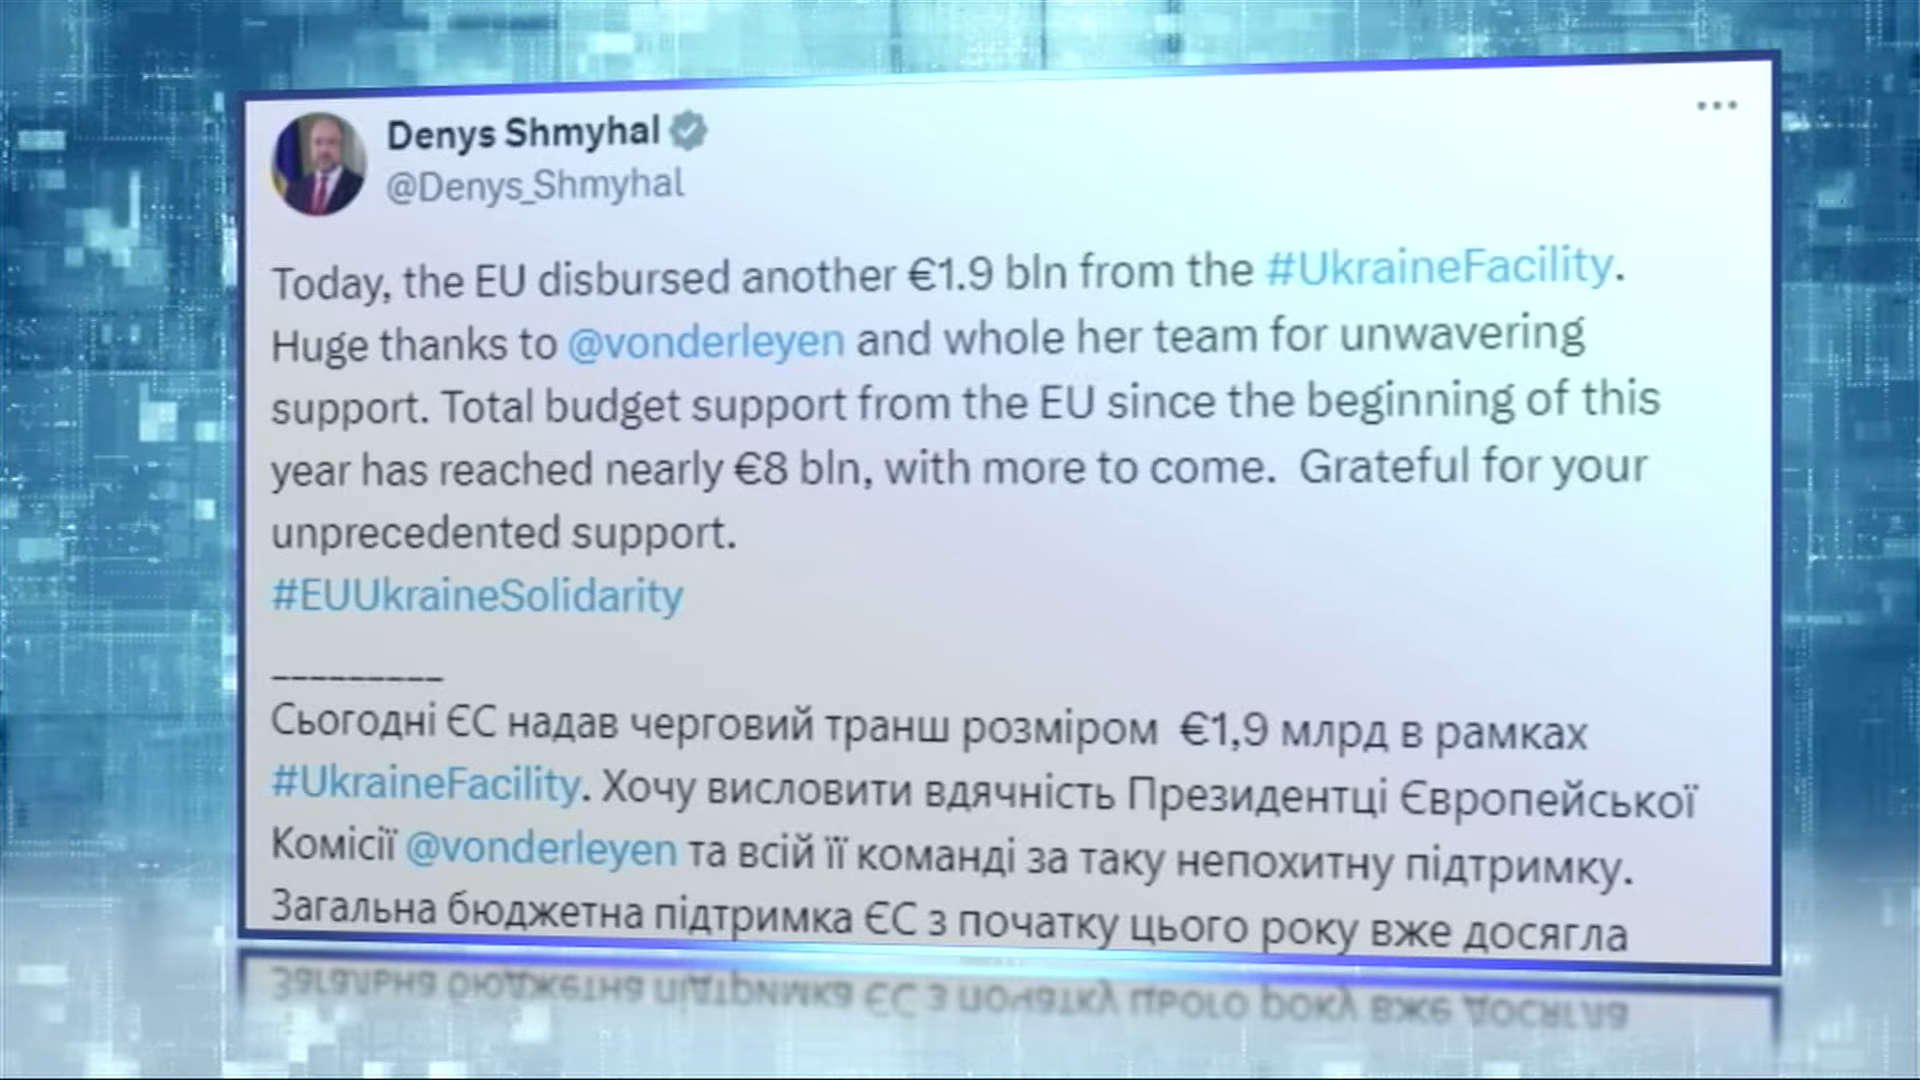 Denys Shmyhal
@Denys_Shmyhal
Today, the EU disbursed another €1.9 bln from the #UkraineFacility.
Huge thanks to @vonderleyen and whole her team for unwavering
support. Total budget support from the EU since the beginning of this
year has reached nearly €8 bln, with more to come. Grateful for your
unprecedented support.
#EUUkraineSolidarity
_________
Сьогодні ЄС надав черговий транш розміром €1,9 млрд в рамках
#UkraineFacility. Хочу висловити вдячність Президентці Європейської
Комісії @vonderleyen та всій її команді за таку непохитну підтримку.
Загальна бюджетна підтримка ЄС з початку цього року вже досягла